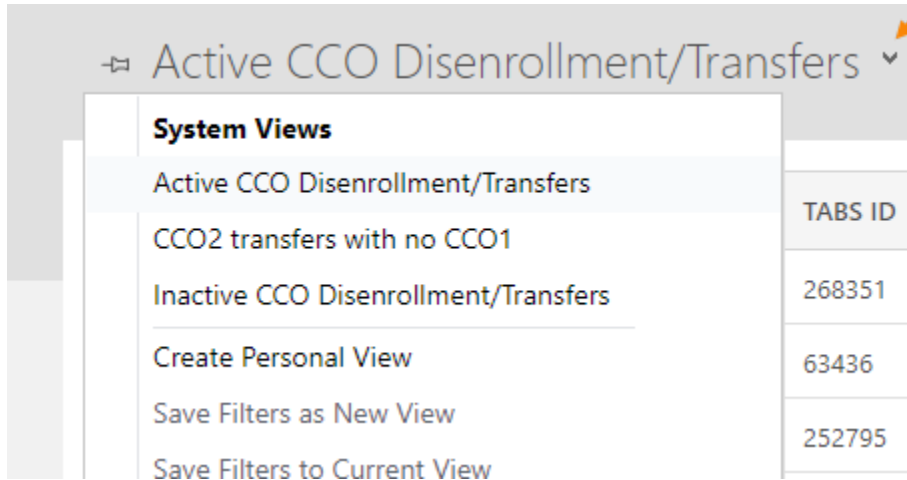 Active CCO Disenrollment/Transfers
System Views
Active CCO Disenrollment/Transfers
CCO2 transfers with no CCO1
Inactive CCO Disenrollment/Transfers
Create Personal View
Save Filters as New View
Save Filters to Current View
TABS ID
268351
63436
252795